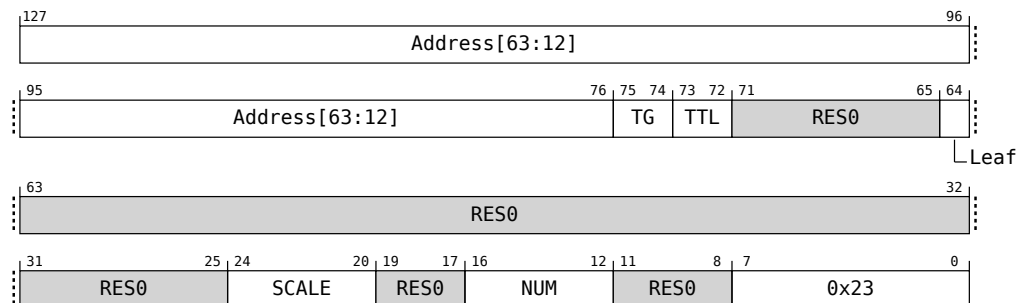 127 96
Address[63:12]
95 76 75 74 73 72 71 65 64
Address[63:12] TG TTL RES0
Leaf
63 32
RES0
31 25 24 20 19 17 16 12 11 8 7 0
RES0 SCALE RES0 NUM RES0 0x23